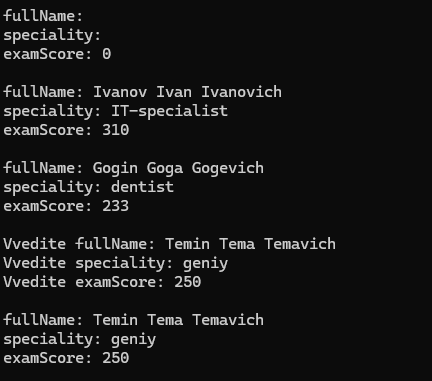 fullName:
speciality:
examScore: 0
fullName: Ivanov Ivan Ivanovich
speciality: IT-specialist
examScore: 310
fullName: Gogin Goga Gogevich
speciality: dentist
examScore: 233
Vvedite fullName: Temin Tema Temavich
Vvedite speciality: geniy
Vvedite examScore: 250
fullName: Temin Tema Temavich
speciality: geniy
examScore: 250